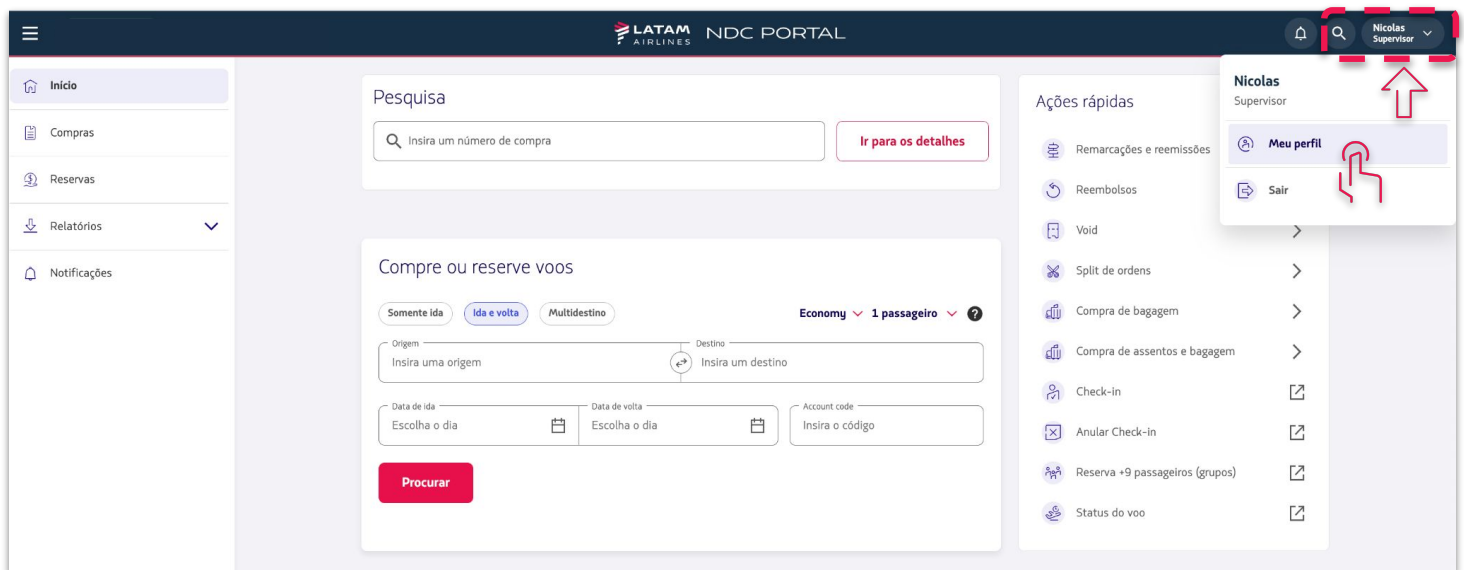 LATAM
AIRLINES
NDC PORTAL
Nicolas
Supervisor
Início
Compras
Reservas
Relatórios
Notificações
Pesquisa
Insira um número de compra
Ir para os detalhes
Compre ou reserve voos
Somente ida
Ida e volta
Multidestino
Economy
1 passageiro
?
Origem
Insira uma origem
Destino
Insira um destino
Data de ida
Escolha o dia
Data de volta
Escolha o dia
Account code
Insira o código
Procurar
Ações rápidas
Remarcações e reemissões
Reembolsos
Void
Split de ordens
Compra de bagagem
Compra de assentos e bagagem
Check-in
Anular Check-in
Reserva +9 passageiros (grupos)
Status do voo
Nicolas
Supervisor
Meu perfil
Sair